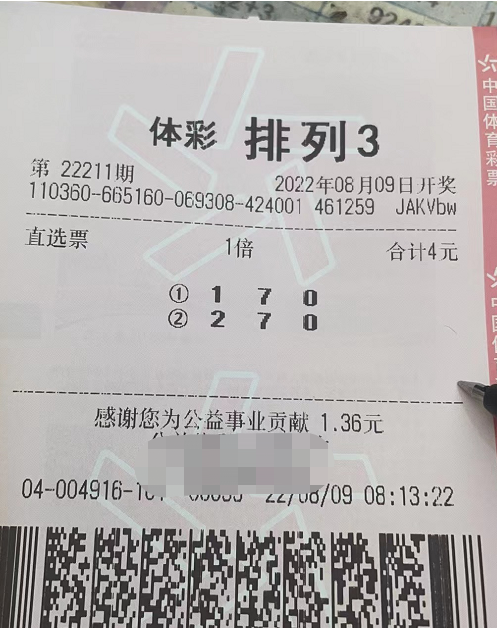 体彩 排列3
第 22211期 2022年08月09日开奖
110360-665160-069308-424001 461259 JAKVbw
直选票 1倍 合计4元
① 1 7 0
② 2 7 0
感谢您为公益事业贡献 1.36元
04-004916-101 22/08/09 08:13:22
中国体育彩票